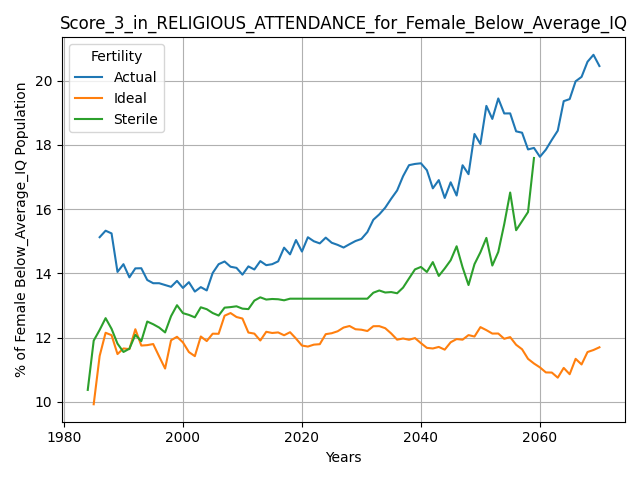 Score_3_in_RELIGIOUS_ATTENDANCE_for_Female_Below_Average_IQ
Fertility
Actual
Ideal
Sterile
% of Female Below_Average_IQ Population
20
18
16
14
12
10
1980
2000
2020
2040
2060
Years